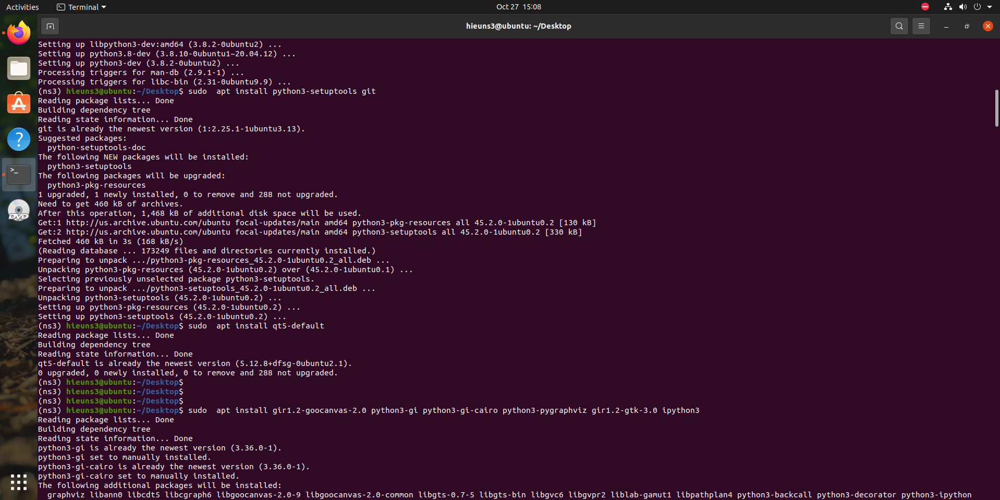 Activities
Terminal
Oct 27 15:08
hieuns3@ubuntu: ~/Desktop
Setting up libpython3-dev:amd64 (3.8.2-0ubuntu2) ...
Setting up python3.8-dev (3.8.10-0ubuntu1~20.04.12) ...
Setting up python3-dev (3.8.2-0ubuntu2) ...
Processing triggers for man-db (2.9.1-1) ...
Processing triggers for libc-bin (2.31-0ubuntu9.9) ...
(ns3) hieuns3@ubuntu:~/Desktop$ sudo  apt install python3-setuptools git
Reading package lists... Done
Building dependency tree
Reading state information... Done
git is already the newest version (1:2.25.1-1ubuntu3.13).
Suggested packages:
  python-setuptools-doc
The following NEW packages will be installed:
  python3-setuptools
The following packages will be upgraded:
  python3-pkg-resources
1 upgraded, 1 newly installed, 0 to remove and 288 not upgraded.
Need to get 460 kB of archives.
After this operation, 1,468 kB of additional disk space will be used.
Get:1 http://us.archive.ubuntu.com/ubuntu focal-updates/main amd64 python3-pkg-resources all 45.2.0-1ubuntu0.2 [130 kB]
Get:2 http://us.archive.ubuntu.com/ubuntu focal-updates/main amd64 python3-setuptools all 45.2.0-1ubuntu0.2 [330 kB]
Fetched 460 kB in 3s (168 kB/s)
(Reading database ... 173249 files and directories currently installed.)
Preparing to unpack .../python3-pkg-resources_45.2.0-1ubuntu0.2_all.deb ...
Unpacking python3-pkg-resources (45.2.0-1ubuntu0.2) over (45.2.0-1ubuntu0.1) ...
Selecting previously unselected package python3-setuptools.
Preparing to unpack .../python3-setuptools_45.2.0-1ubuntu0.2_all.deb ...
Unpacking python3-setuptools (45.2.0-1ubuntu0.2) ...
Setting up python3-pkg-resources (45.2.0-1ubuntu0.2) ...
Setting up python3-setuptools (45.2.0-1ubuntu0.2) ...
(ns3) hieuns3@ubuntu:~/Desktop$ sudo  apt install qt5-default
Reading package lists... Done
Building dependency tree
Reading state information... Done
qt5-default is already the newest version (5.12.8+dfsg-0ubuntu2.1).
0 upgraded, 0 newly installed, 0 to remove and 288 not upgraded.
(ns3) hieuns3@ubuntu:~/Desktop$
(ns3) hieuns3@ubuntu:~/Desktop$
(ns3) hieuns3@ubuntu:~/Desktop$
(ns3) hieuns3@ubuntu:~/Desktop$ sudo  apt install gir1.2-goocanvas-2.0 python3-gi python3-gi-cairo python3-pygraphviz gir1.2-gtk-3.0 ipython3
Reading package lists... Done
Building dependency tree
Reading state information... Done
python3-gi is already the newest version (3.36.0-1).
python3-gi set to manually installed.
python3-gi-cairo is already the newest version (3.36.0-1).
python3-gi-cairo set to manually installed.
The following additional packages will be installed:
  graphviz libann0 libcdt5 libcgraph6 libgoocanvas-2.0-9 libgoocanvas-2.0-common libgts-0.7-5 libgts-bin libgvc6 libgvpr2 liblab-gamut1 libpathplan4 python3-backcall python3-decorator python3-ipython
DVD